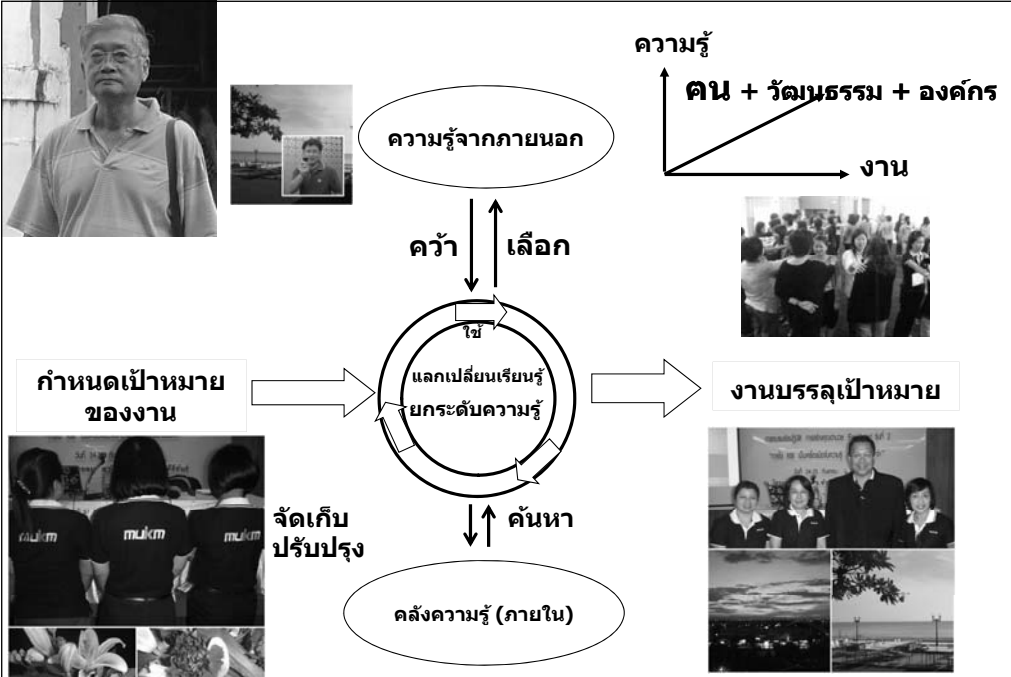 ความรู้
ฅน + วัฒนธรรม + องค์กร
งาน
ความรู้จากภายนอก
คว้า
เลือก
ใช้
แลกเปลี่ยนเรียนรู้
ยกระดับความรู้
กำหนดเป้าหมาย
ของงาน
งานบรรลุเป้าหมาย
mukm
mukm
mukm
จัดเก็บ
ปรับปรุง
ค้นหา
คลังความรู้ (ภายใน)